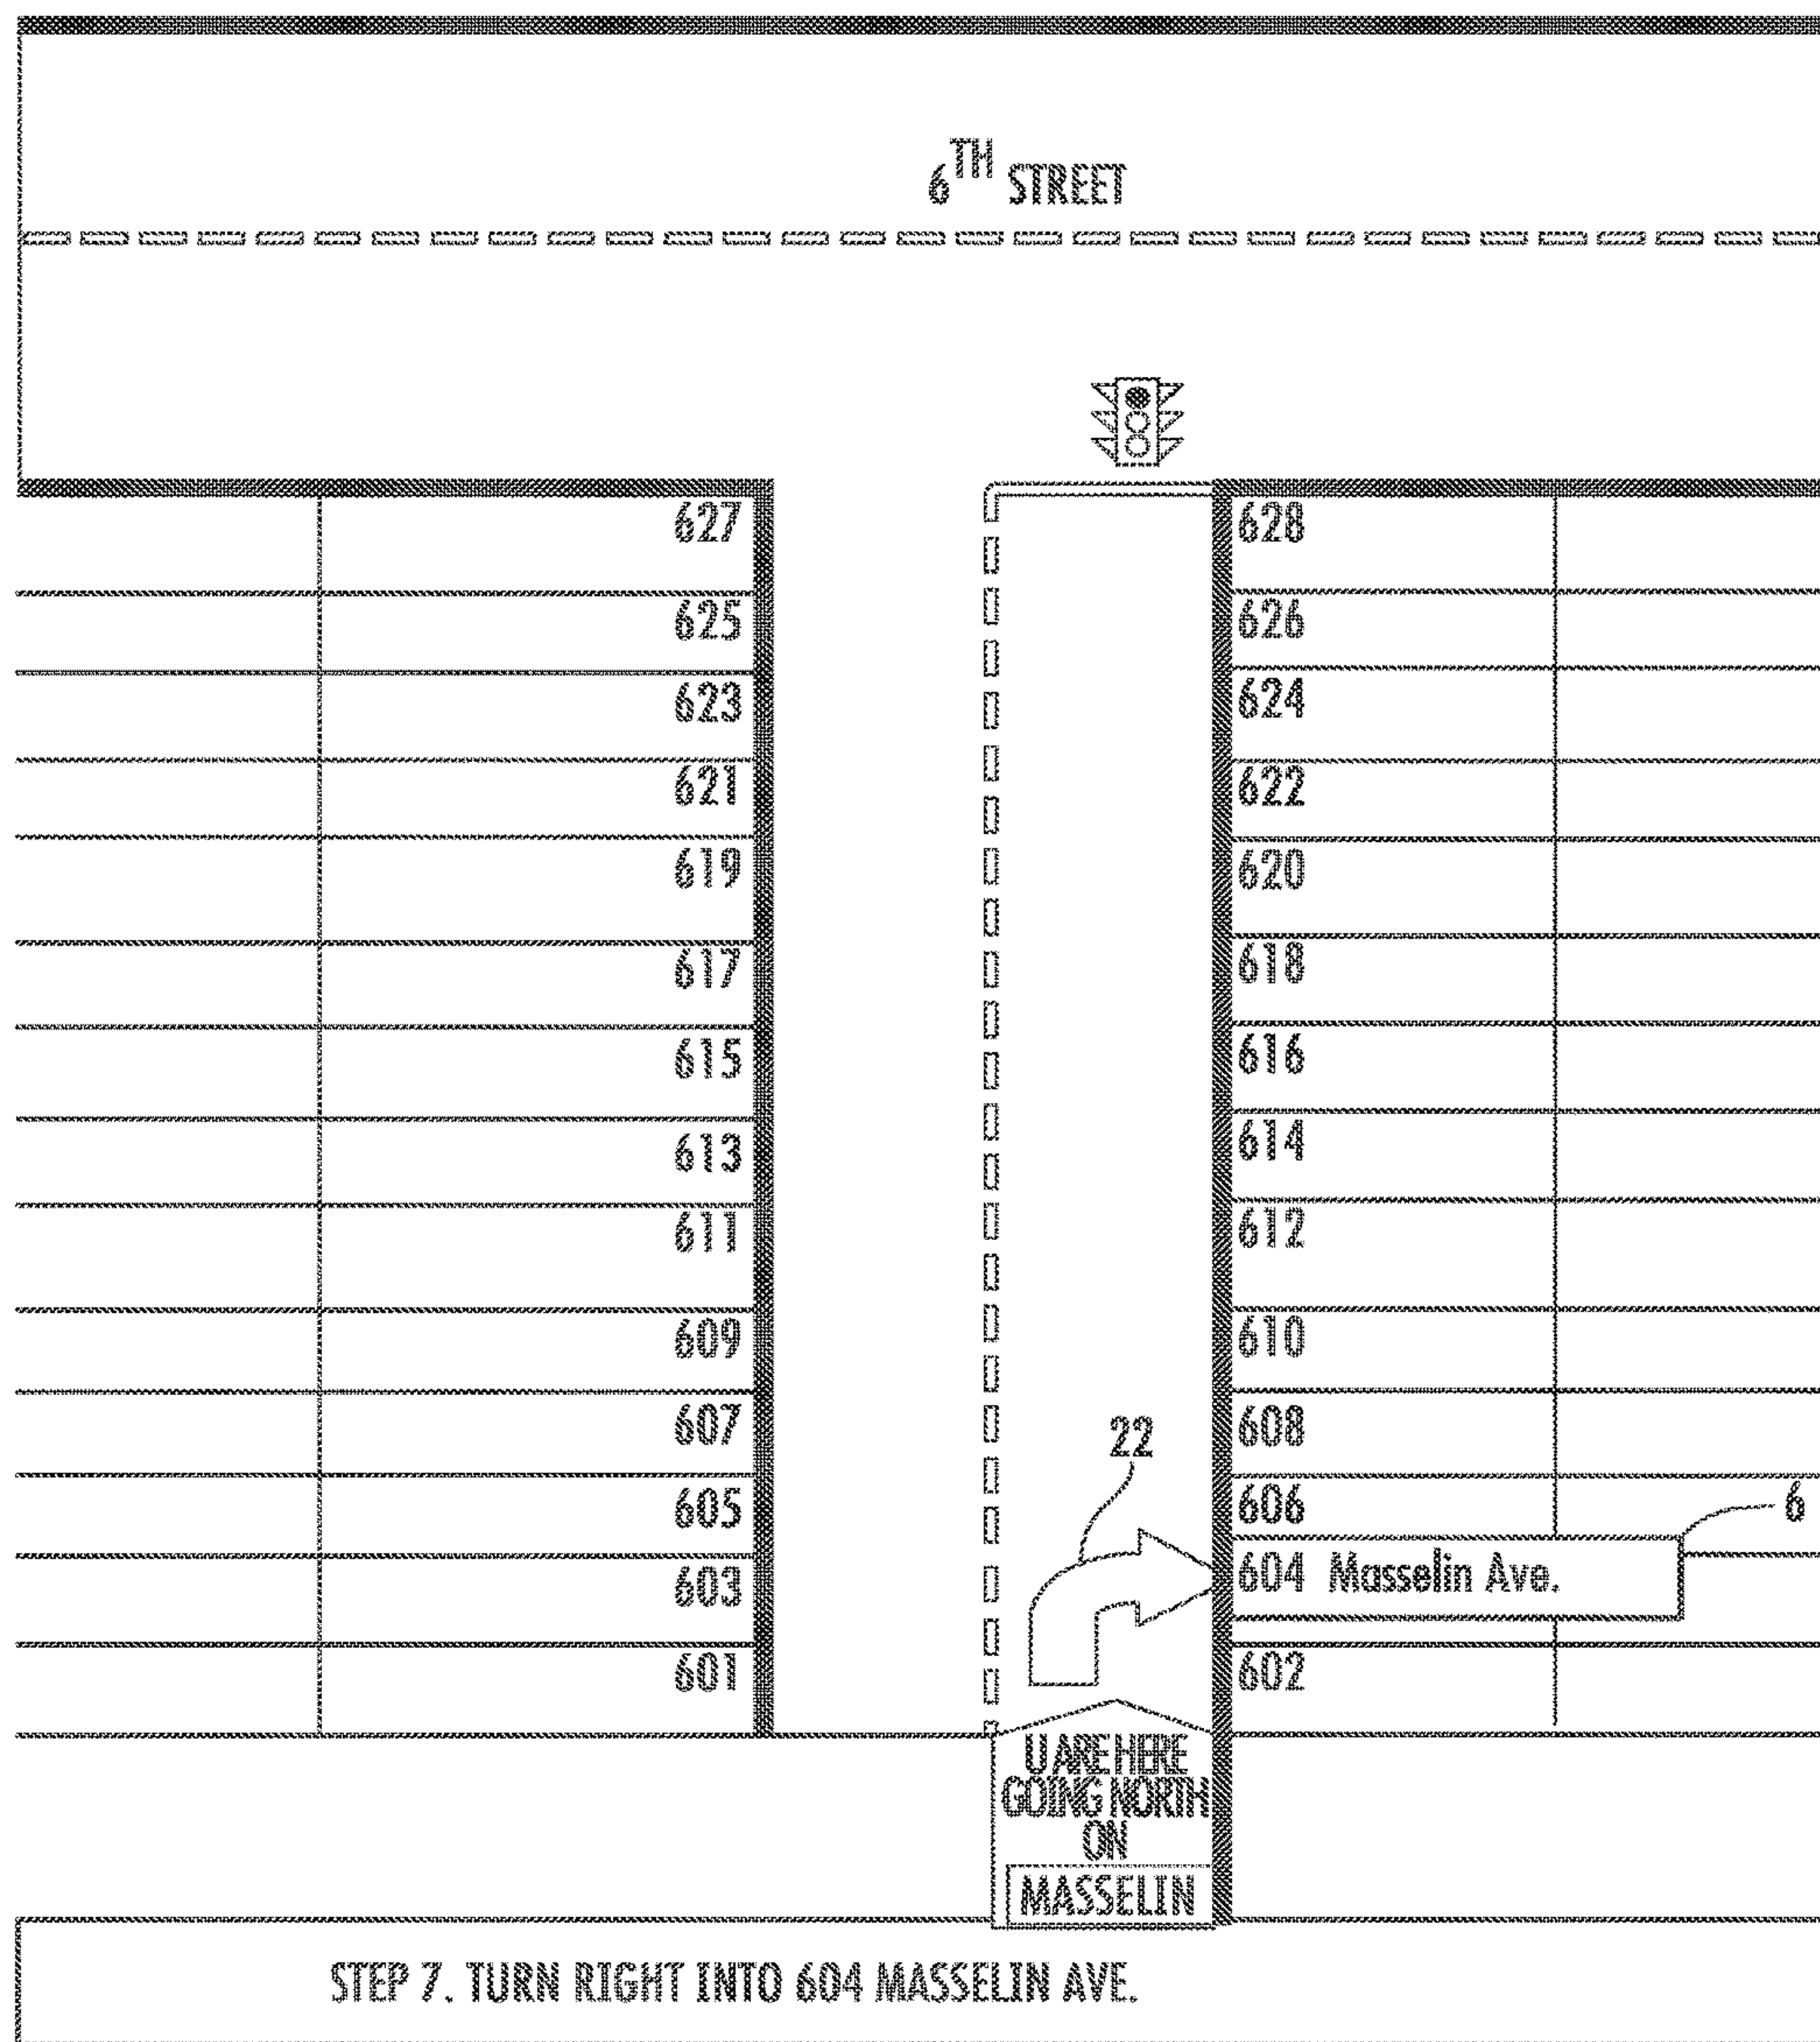 6TH STREET
627 628
625 626
623 624
621 622
619 620
617 618
615 616
613 614
611 612
609 610
607 22 608
605 606 6
603 604 Masselin Ave.
601 602
U ARE HERE
GOING NORTH
ON
MASSELIN
STEP 7. TURN RIGHT INTO 604 MASSELIN AVE.